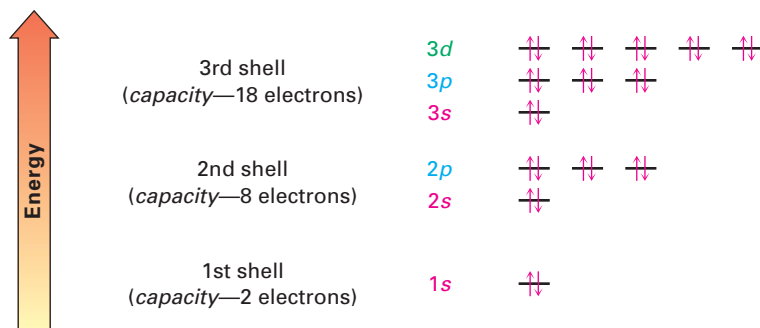 Energy
3rd shell
(capacity—18 electrons)
3d
3p
3s
2nd shell
(capacity—8 electrons)
2p
2s
1st shell
(capacity—2 electrons)
1s